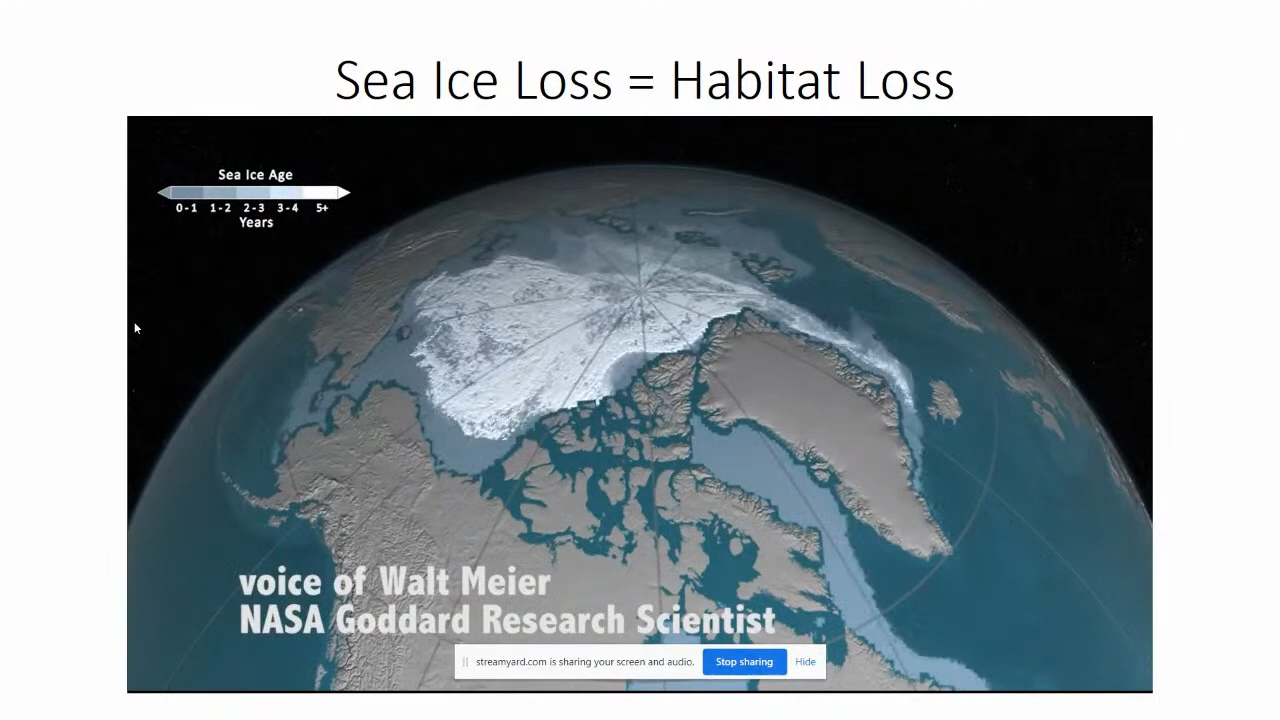 Sea Ice Loss = Habitat Loss
Sea Ice Age
0-1 1-2 2-3 3-4 5+
Years
voice of Walt Meier
NASA Goddard Research Scientist
streamyard.com is sharing your screen and audio. Stop sharing Hide